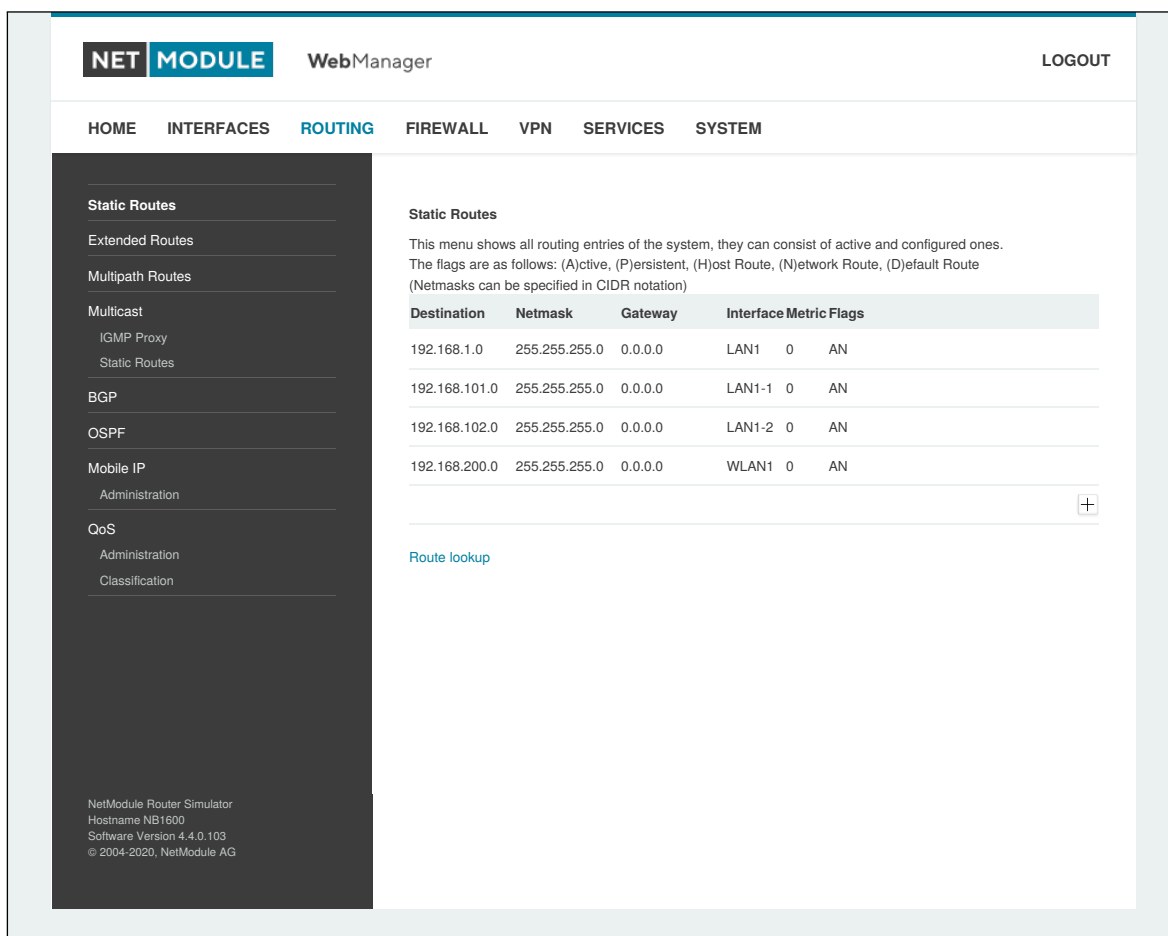 NET MODULE WebManager LOGOUT
HOME INTERFACES ROUTING FIREWALL VPN SERVICES SYSTEM
Static Routes
Extended Routes
Multipath Routes
Multicast
IGMP Proxy
Static Routes
BGP
OSPF
Mobile IP
Administration
QoS
Administration
Classification
NetModule Router Simulator
Hostname NB1600
Software Version 4.4.0.103
© 2004-2020, NetModule AG
Static Routes
This menu shows all routing entries of the system, they can consist of active and configured ones.
The flags are as follows: (A)ctive, (P)ersistent, (H)ost Route, (N)etwork Route, (D)efault Route
(Netmasks can be specified in CIDR notation)
Destination Netmask Gateway Interface Metric Flags
192.168.1.0 255.255.255.0 0.0.0.0 LAN1 0 AN
192.168.101.0 255.255.255.0 0.0.0.0 LAN1-1 0 AN
192.168.102.0 255.255.255.0 0.0.0.0 LAN1-2 0 AN
192.168.200.0 255.255.255.0 0.0.0.0 WLAN1 0 AN
Route lookup